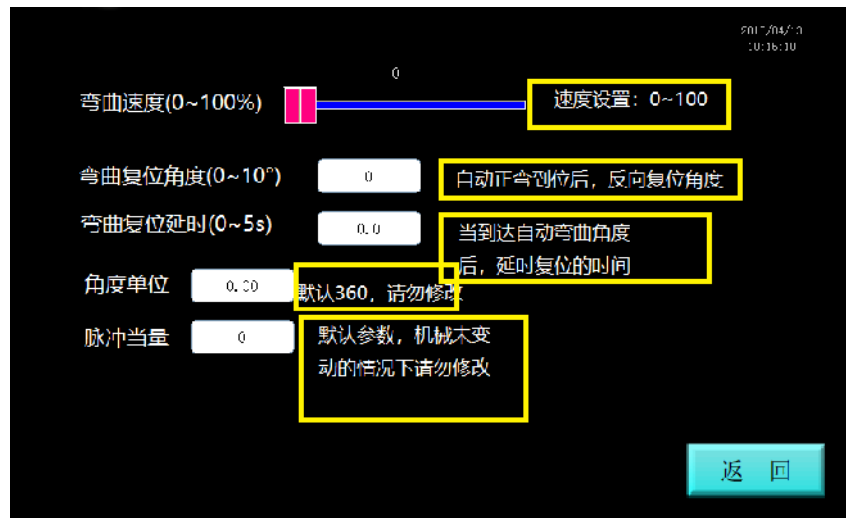 0
弯曲速度(0~100%)
速度设置：0~100
弯曲复位角度(0~10°)
0
自动正弯到位后，反向复位角度
弯曲复位延时(0~5s)
0.0
当到达自动弯曲角度
后，延时复位的时间
角度单位
0.00
默认360，请勿修改
脉冲当量
0
默认参数，机械未变
动的情况下请勿修改
返 回